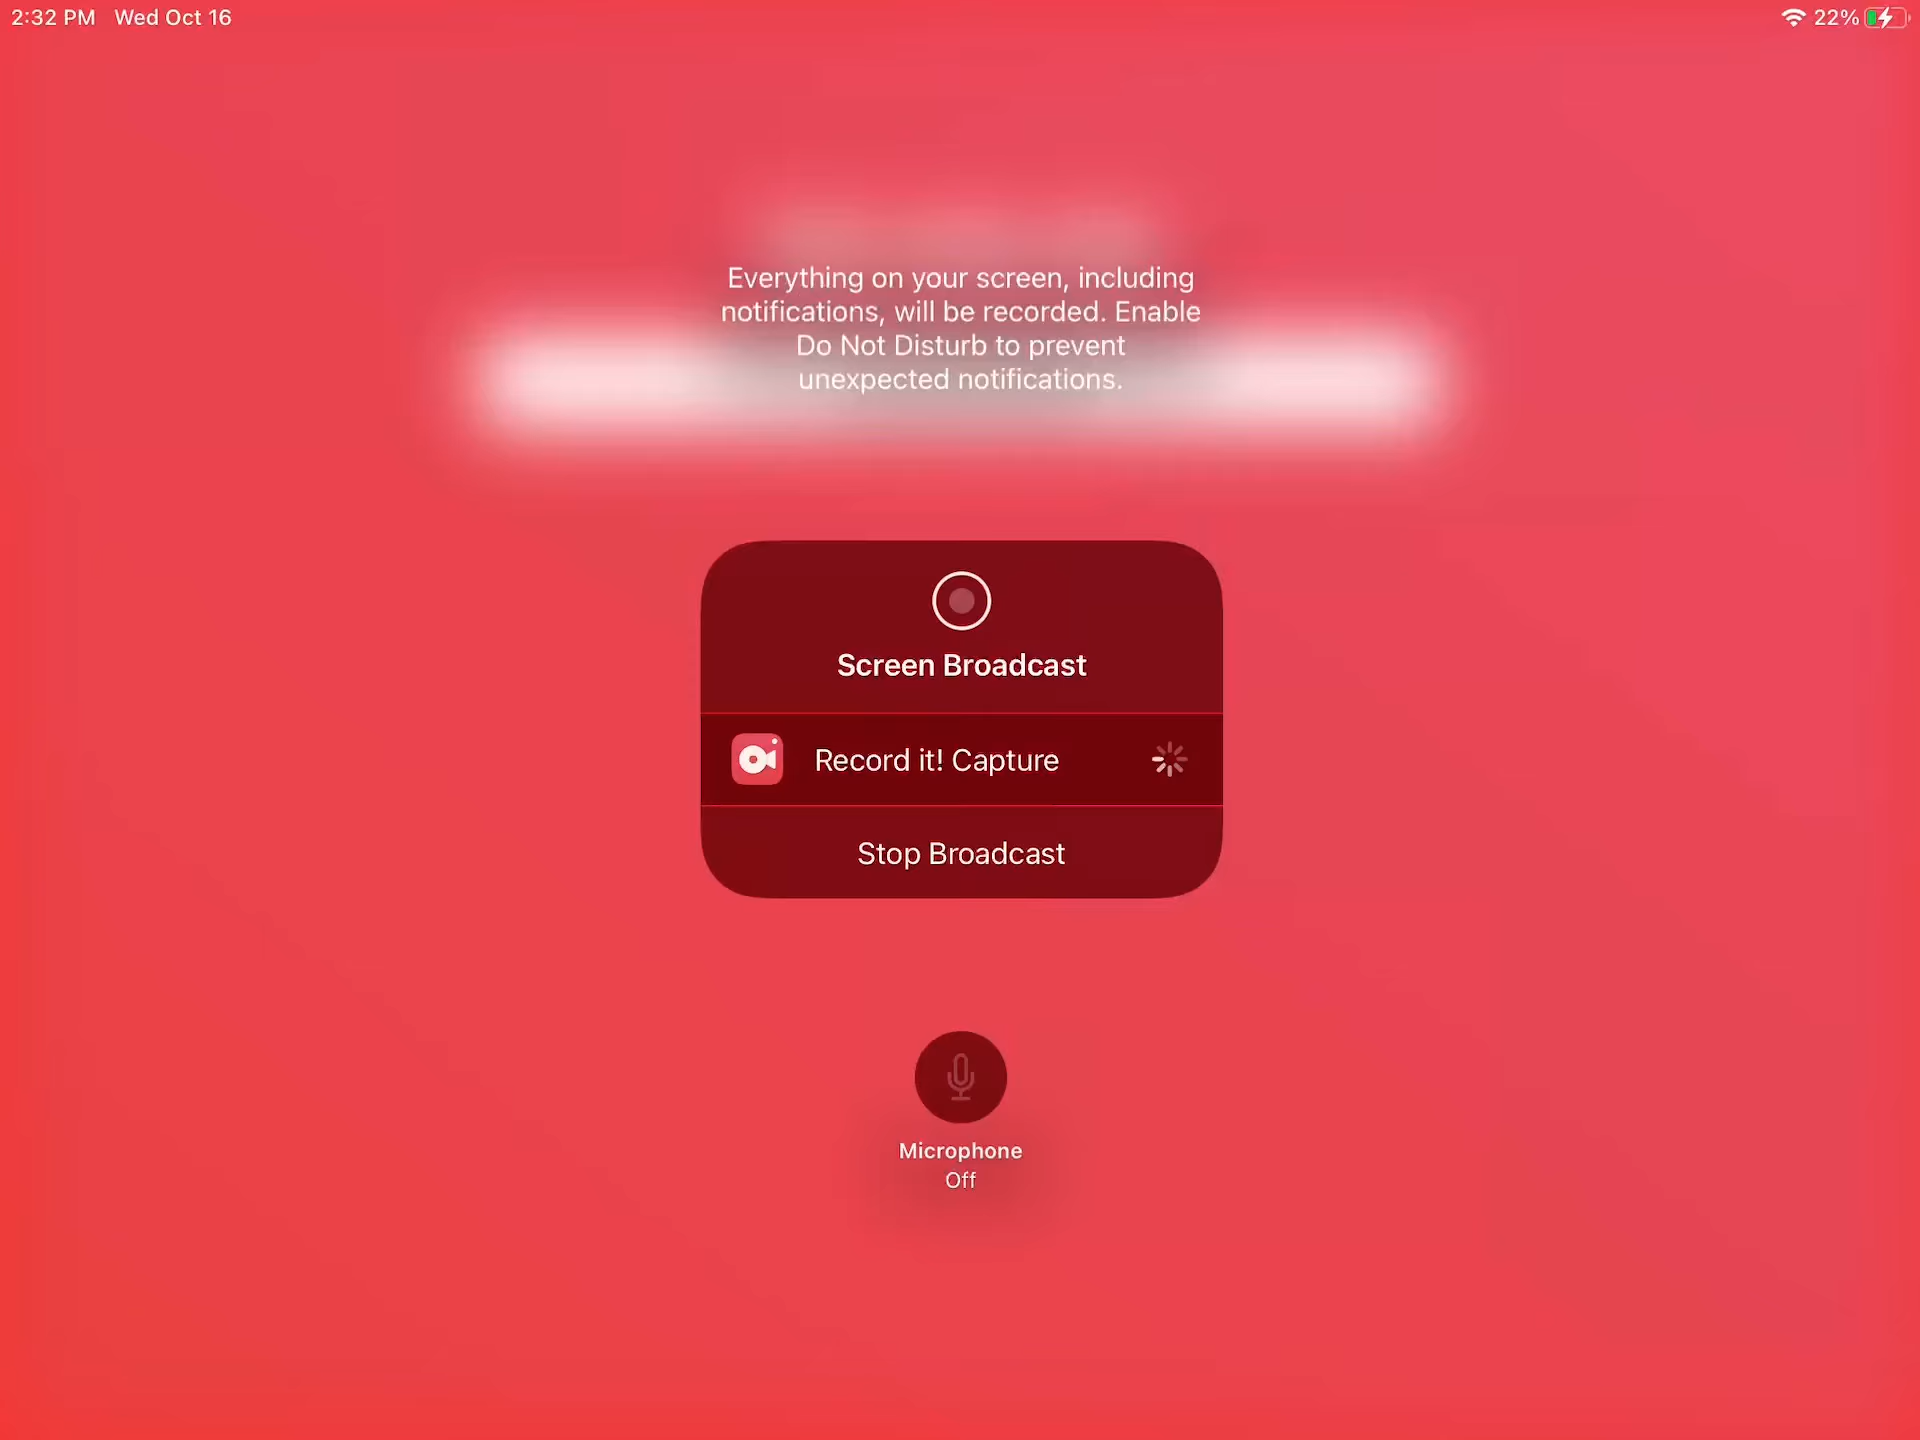 2:32 PM Wed Oct 16
22%
Everything on your screen, including
notifications, will be recorded. Enable
Do Not Disturb to prevent
unexpected notifications.
Screen Broadcast
Record it! Capture
Stop Broadcast
Microphone
Off